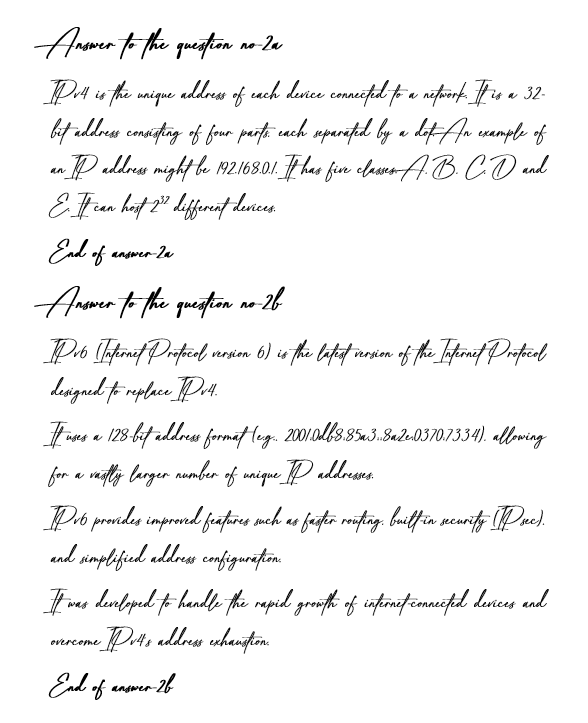 Answer to the question no-2a
IPv4 is the unique address of each device connected to a network. It is a 32-
bit address consisting of four parts, each separated by a dot. An example of
an IP address might be 192.168.0.1. It has five classes-A, B, C, D and
E. It can host 2³² different devices.
End of answer-2a
Answer to the question no-2b
IPv6 (Internet Protocol version 6) is the latest version of the Internet Protocol
designed to replace IPv4.
It uses a 128-bit address format (e.g., 2001:0db8:85a3::8a2e:0370:7334), allowing
for a vastly larger number of unique IP addresses.
IPv6 provides improved features such as faster routing, built-in security (IPsec),
and simplified address configuration.
It was developed to handle the rapid growth of internet-connected devices and
overcome IPv4's address exhaustion.
End of answer-2b